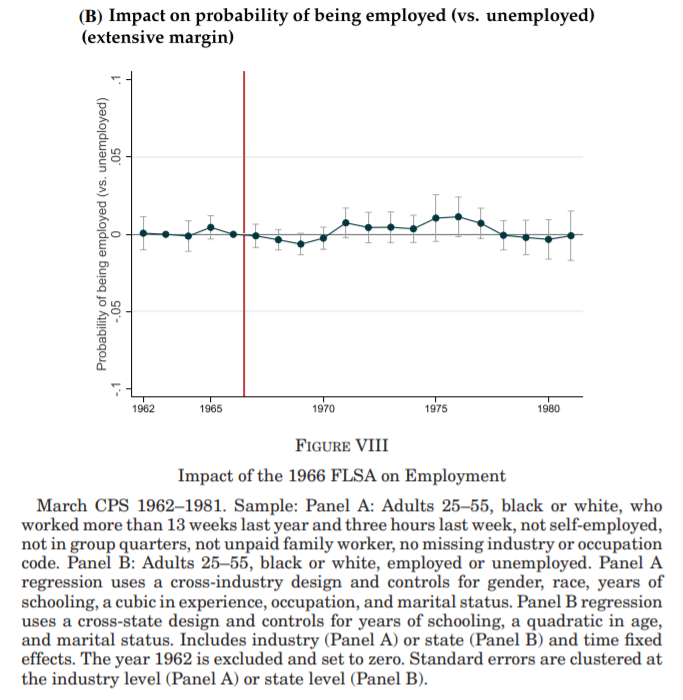 (B) Impact on probability of being employed (vs. unemployed)
(extensive margin)
Probability of being employed (vs. unemployed)
.1
.05
0
-.05
-.1
1962
1965
1970
1975
1980
FIGURE VIII
Impact of the 1966 FLSA on Employment
March CPS 1962–1981. Sample: Panel A: Adults 25–55, black or white, who
worked more than 13 weeks last year and three hours last week, not self-employed,
not in group quarters, not unpaid family worker, no missing industry or occupation
code. Panel B: Adults 25–55, black or white, employed or unemployed. Panel A
regression uses a cross-industry design and controls for gender, race, years of
schooling, a cubic in experience, occupation, and marital status. Panel B regression
uses a cross-state design and controls for years of schooling, a quadratic in age,
and marital status. Includes industry (Panel A) or state (Panel B) and time fixed
effects. The year 1962 is excluded and set to zero. Standard errors are clustered at
the industry level (Panel A) or state level (Panel B).